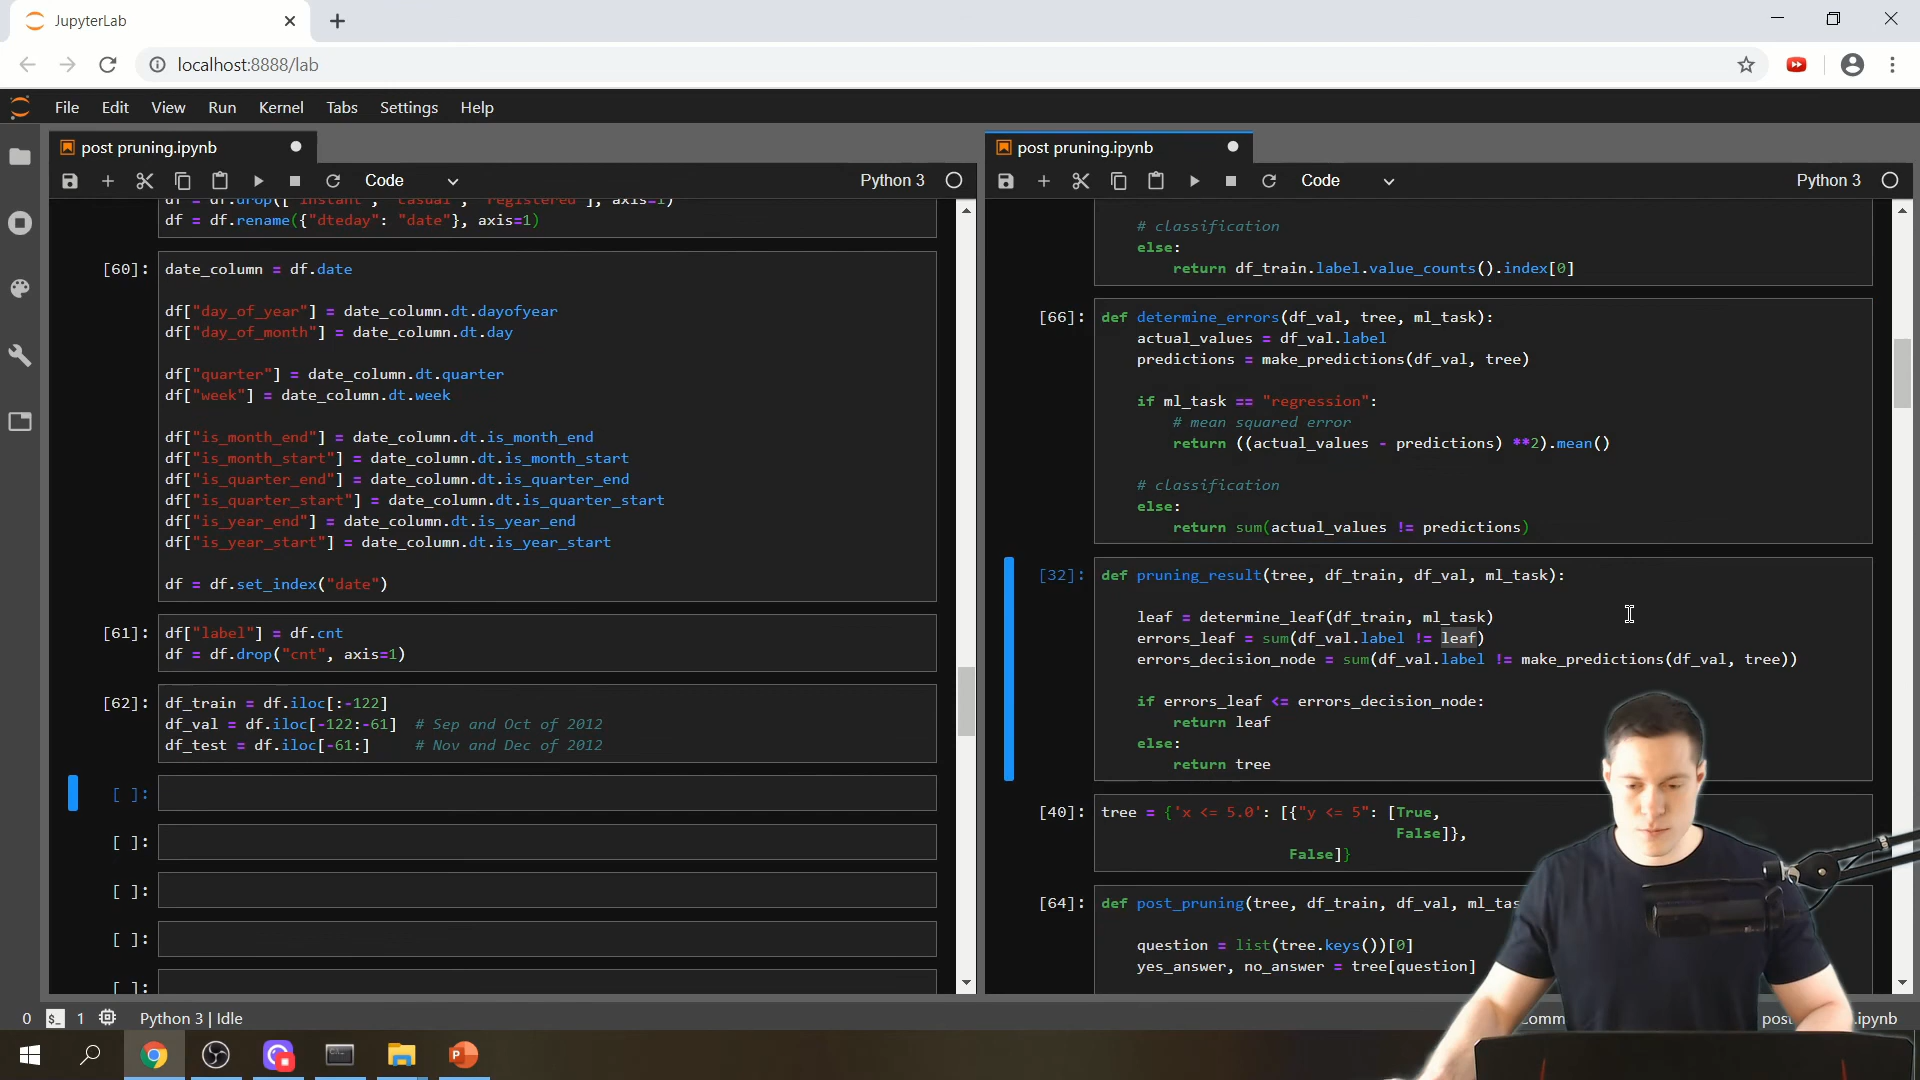 JupyterLab
localhost:8888/lab
File Edit View Run Kernel Tabs Settings Help
post pruning.ipynb
Code
Python 3
df = df.drop(["instant", "casual", "registered"], axis=1)
df = df.rename({"dteday": "date"}, axis=1)
[60]: date_column = df.date
df["day_of_year"] = date_column.dt.dayofyear
df["day_of_month"] = date_column.dt.day
df["quarter"] = date_column.dt.quarter
df["week"] = date_column.dt.week
df["is_month_end"] = date_column.dt.is_month_end
df["is_month_start"] = date_column.dt.is_month_start
df["is_quarter_end"] = date_column.dt.is_quarter_end
df["is_quarter_start"] = date_column.dt.is_quarter_start
df["is_year_end"] = date_column.dt.is_year_end
df["is_year_start"] = date_column.dt.is_year_start
df = df.set_index("date")
[61]: df["label"] = df.cnt
df = df.drop("cnt", axis=1)
[62]: df_train = df.iloc[:-122]
df_val = df.iloc[-122:-61] # Sep and Oct of 2012
df_test = df.iloc[-61:] # Nov and Dec of 2012
[ ]:
[ ]:
[ ]:
[ ]:
[ ]:
post pruning.ipynb
Code
Python 3
# classification
else:
return df_train.label.value_counts().index[0]
[66]: def determine_errors(df_val, tree, ml_task):
actual_values = df_val.label
predictions = make_predictions(df_val, tree)
if ml_task == "regression":
# mean squared error
return ((actual_values - predictions) **2).mean()
# classification
else:
return sum(actual_values != predictions)
[32]: def pruning_result(tree, df_train, df_val, ml_task):
leaf = determine_leaf(df_train, ml_task)
errors_leaf = sum(df_val.label != leaf)
errors_decision_node = sum(df_val.label != make_predictions(df_val, tree))
if errors_leaf <= errors_decision_node:
return leaf
else:
return tree
[40]: tree = {'x <= 5.0': [{"y <= 5": [True,
False]},
False]}
[64]: def post_pruning(tree, df_train, df_val, ml_tas
question = list(tree.keys())[0]
yes_answer, no_answer = tree[question]
0 $_ 1 Python 3 | Idle
Comm
pos
.ipynb